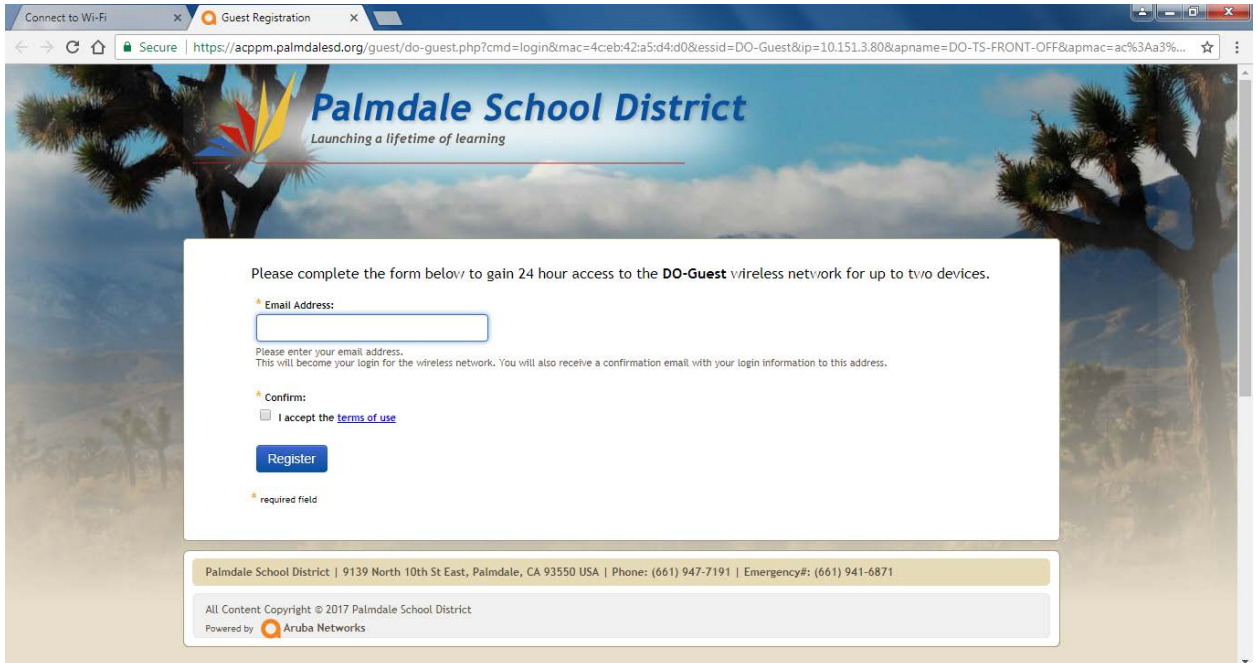 Connect to Wi-Fi
Guest Registration
Secure | https://acppm.palmdalesd.org/guest/do-guest.php?cmd=login&mac=4c:eb:42:a5:d4:d0&essid=DO-Guest&ip=10.151.3.80&apname=DO-TS-FRONT-OFF&apmac=ac%3Aa3%...
Palmdale School District
Launching a lifetime of learning
Please complete the form below to gain 24 hour access to the DO-Guest wireless network for up to two devices.
* Email Address:
Please enter your email address.
This will become your login for the wireless network. You will also receive a confirmation email with your login information to this address.
* Confirm:
I accept the terms of use
Register
* required field
Palmdale School District | 9139 North 10th St East, Palmdale, CA 93550 USA | Phone: (661) 947-7191 | Emergency#: (661) 941-6871
All Content Copyright © 2017 Palmdale School District
Powered by Aruba Networks